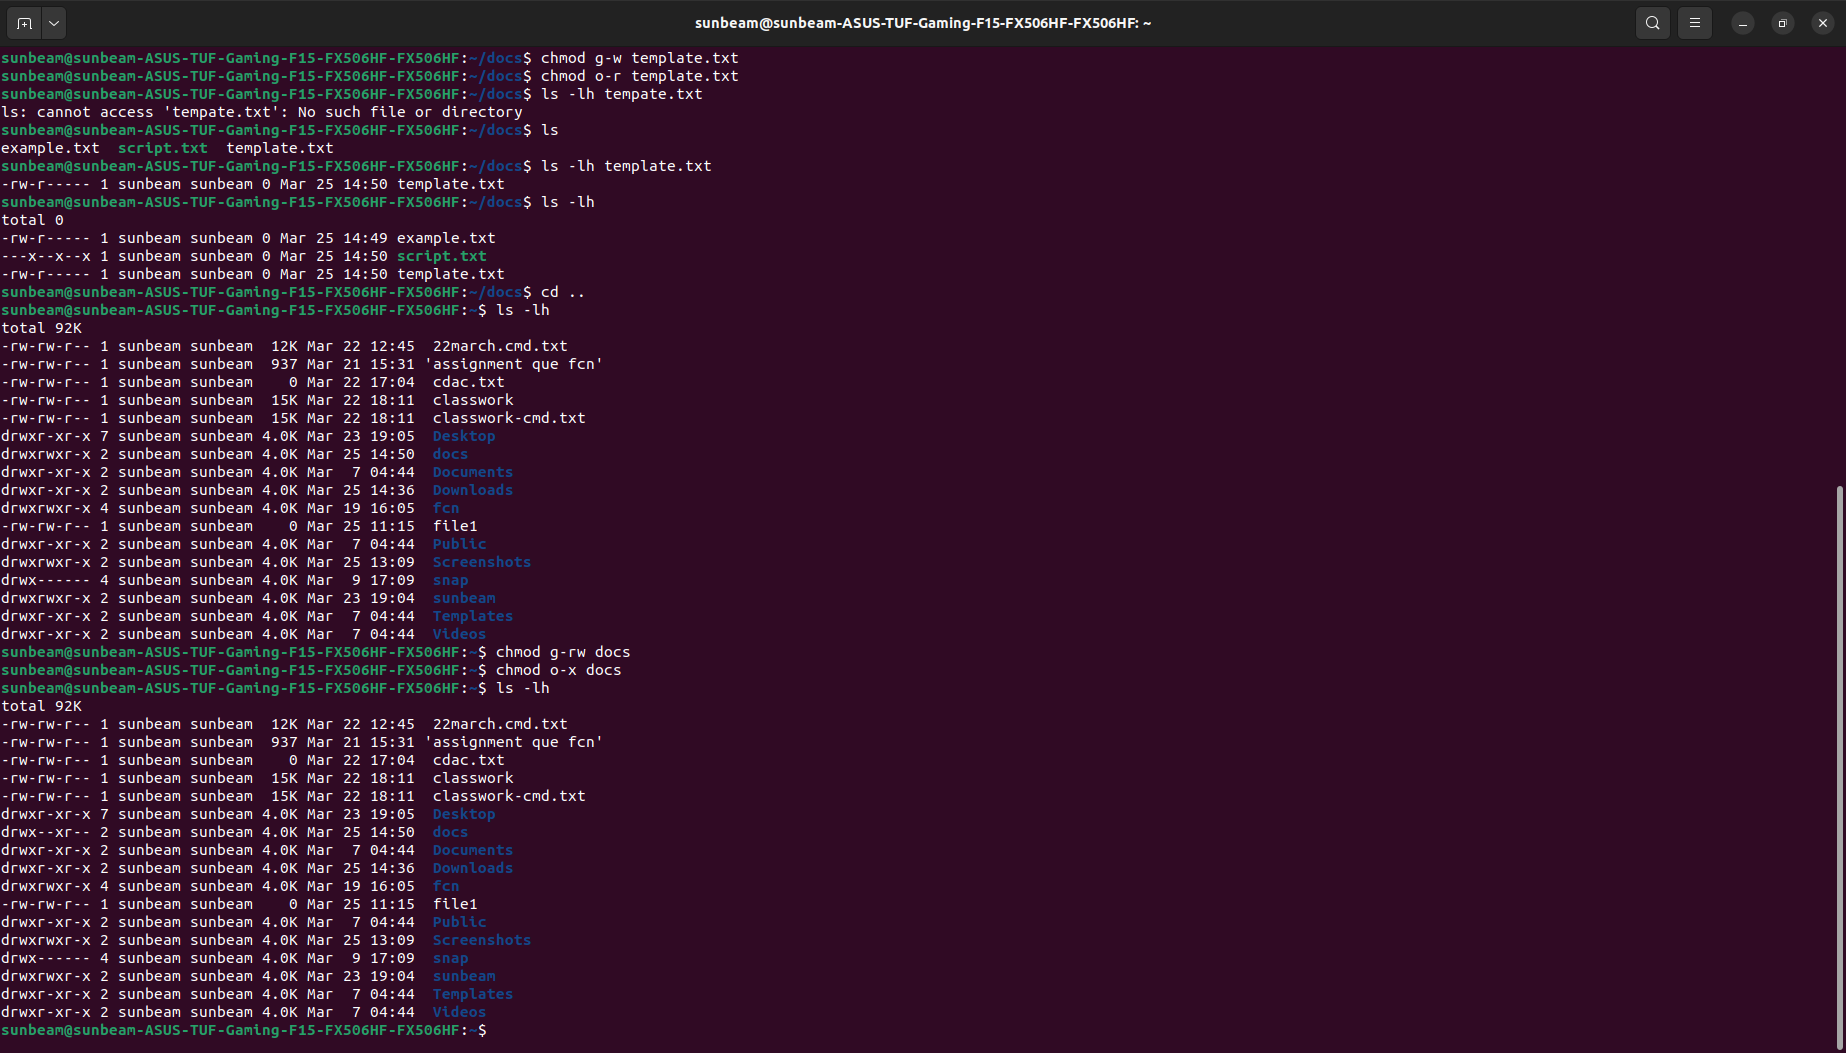 sunbeam@sunbeam-ASUS-TUF-Gaming-F15-FX506HF-FX506HF: ~
sunbeam@sunbeam-ASUS-TUF-Gaming-F15-FX506HF-FX506HF:~/docs$ chmod g-w template.txt
sunbeam@sunbeam-ASUS-TUF-Gaming-F15-FX506HF-FX506HF:~/docs$ chmod o-r template.txt
sunbeam@sunbeam-ASUS-TUF-Gaming-F15-FX506HF-FX506HF:~/docs$ ls -lh tempate.txt
ls: cannot access 'tempate.txt': No such file or directory
sunbeam@sunbeam-ASUS-TUF-Gaming-F15-FX506HF-FX506HF:~/docs$ ls
example.txt  script.txt  template.txt
sunbeam@sunbeam-ASUS-TUF-Gaming-F15-FX506HF-FX506HF:~/docs$ ls -lh template.txt
-rw-r----- 1 sunbeam sunbeam 0 Mar 25 14:50 template.txt
sunbeam@sunbeam-ASUS-TUF-Gaming-F15-FX506HF-FX506HF:~/docs$ ls -lh
total 0
-rw-r----- 1 sunbeam sunbeam 0 Mar 25 14:49 example.txt
---x--x--x 1 sunbeam sunbeam 0 Mar 25 14:50 script.txt
-rw-r----- 1 sunbeam sunbeam 0 Mar 25 14:50 template.txt
sunbeam@sunbeam-ASUS-TUF-Gaming-F15-FX506HF-FX506HF:~/docs$ cd ..
sunbeam@sunbeam-ASUS-TUF-Gaming-F15-FX506HF-FX506HF:~$ ls -lh
total 92K
-rw-rw-r-- 1 sunbeam sunbeam  12K Mar 22 12:45  22march.cmd.txt
-rw-rw-r-- 1 sunbeam sunbeam  937 Mar 21 15:31 'assignment que fcn'
-rw-rw-r-- 1 sunbeam sunbeam    0 Mar 22 17:04  cdac.txt
-rw-rw-r-- 1 sunbeam sunbeam  15K Mar 22 18:11  classwork
-rw-rw-r-- 1 sunbeam sunbeam  15K Mar 22 18:11  classwork-cmd.txt
drwxr-xr-x 7 sunbeam sunbeam 4.0K Mar 23 19:05  Desktop
drwxrwxr-x 2 sunbeam sunbeam 4.0K Mar 25 14:50  docs
drwxr-xr-x 2 sunbeam sunbeam 4.0K Mar  7 04:44  Documents
drwxr-xr-x 2 sunbeam sunbeam 4.0K Mar 25 14:36  Downloads
drwxrwxr-x 4 sunbeam sunbeam 4.0K Mar 19 16:05  fcn
-rw-rw-r-- 1 sunbeam sunbeam    0 Mar 25 11:15  file1
drwxr-xr-x 2 sunbeam sunbeam 4.0K Mar  7 04:44  Public
drwxrwxr-x 2 sunbeam sunbeam 4.0K Mar 25 13:09  Screenshots
drwx------ 4 sunbeam sunbeam 4.0K Mar  9 17:09  snap
drwxrwxr-x 2 sunbeam sunbeam 4.0K Mar 23 19:04  sunbeam
drwxr-xr-x 2 sunbeam sunbeam 4.0K Mar  7 04:44  Templates
drwxr-xr-x 2 sunbeam sunbeam 4.0K Mar  7 04:44  Videos
sunbeam@sunbeam-ASUS-TUF-Gaming-F15-FX506HF-FX506HF:~$ chmod g-rw docs
sunbeam@sunbeam-ASUS-TUF-Gaming-F15-FX506HF-FX506HF:~$ chmod o-x docs
sunbeam@sunbeam-ASUS-TUF-Gaming-F15-FX506HF-FX506HF:~$ ls -lh
total 92K
-rw-rw-r-- 1 sunbeam sunbeam  12K Mar 22 12:45  22march.cmd.txt
-rw-rw-r-- 1 sunbeam sunbeam  937 Mar 21 15:31 'assignment que fcn'
-rw-rw-r-- 1 sunbeam sunbeam    0 Mar 22 17:04  cdac.txt
-rw-rw-r-- 1 sunbeam sunbeam  15K Mar 22 18:11  classwork
-rw-rw-r-- 1 sunbeam sunbeam  15K Mar 22 18:11  classwork-cmd.txt
drwxr-xr-x 7 sunbeam sunbeam 4.0K Mar 23 19:05  Desktop
drwx--xr-- 2 sunbeam sunbeam 4.0K Mar 25 14:50  docs
drwxr-xr-x 2 sunbeam sunbeam 4.0K Mar  7 04:44  Documents
drwxr-xr-x 2 sunbeam sunbeam 4.0K Mar 25 14:36  Downloads
drwxrwxr-x 4 sunbeam sunbeam 4.0K Mar 19 16:05  fcn
-rw-rw-r-- 1 sunbeam sunbeam    0 Mar 25 11:15  file1
drwxr-xr-x 2 sunbeam sunbeam 4.0K Mar  7 04:44  Public
drwxrwxr-x 2 sunbeam sunbeam 4.0K Mar 25 13:09  Screenshots
drwx------ 4 sunbeam sunbeam 4.0K Mar  9 17:09  snap
drwxrwxr-x 2 sunbeam sunbeam 4.0K Mar 23 19:04  sunbeam
drwxr-xr-x 2 sunbeam sunbeam 4.0K Mar  7 04:44  Templates
drwxr-xr-x 2 sunbeam sunbeam 4.0K Mar  7 04:44  Videos
sunbeam@sunbeam-ASUS-TUF-Gaming-F15-FX506HF-FX506HF:~$